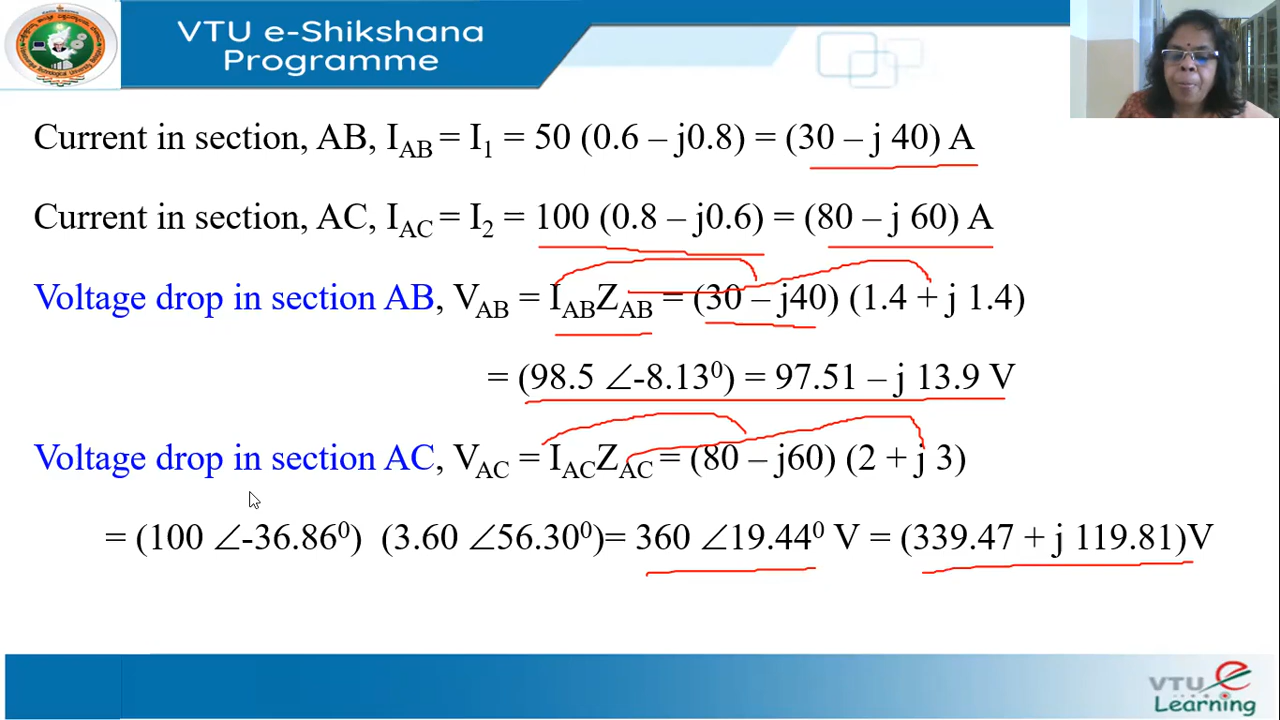 VTU e-Shikshana
Programme
Current in section, AB, I_AB = I_1 = 50 (0.6 – j0.8) = (30 – j 40) A
Current in section, AC, I_AC = I_2 = 100 (0.8 – j0.6) = (80 – j 60) A
Voltage drop in section AB, V_AB = I_AB Z_AB = (30 – j40) (1.4 + j 1.4)
= (98.5 ∠-8.13⁰) = 97.51 – j 13.9 V
Voltage drop in section AC, V_AC = I_AC Z_AC = (80 – j60) (2 + j 3)
= (100 ∠-36.86⁰) (3.60 ∠56.30⁰)= 360 ∠19.44⁰ V = (339.47 + j 119.81)V
VTU e
Learning